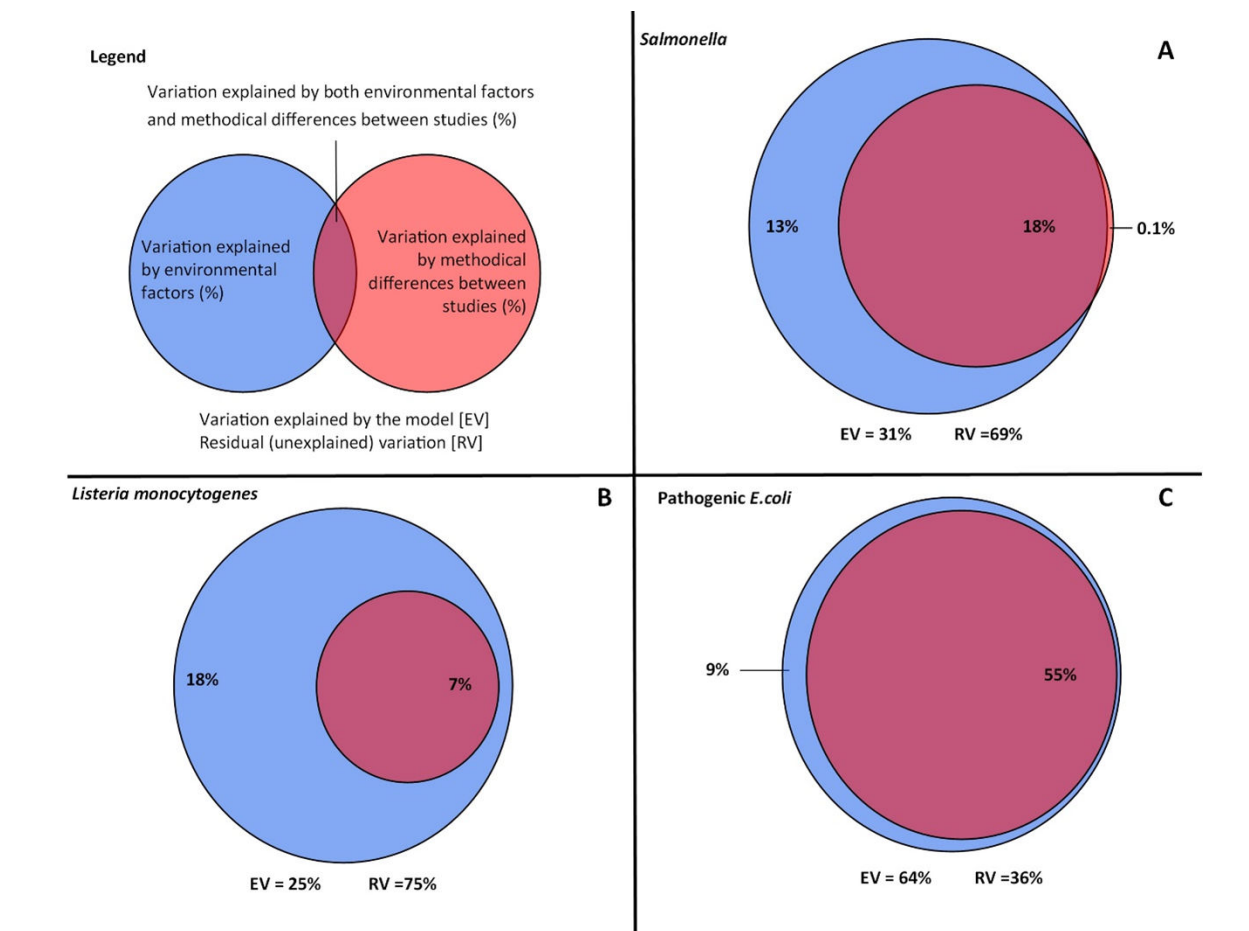 Legend
Variation explained by both environmental factors
and methodical differences between studies (%)
Variation explained
by environmental
factors (%)
Variation explained
by methodical
differences between
studies (%)
Variation explained by the model [EV]
Residual (unexplained) variation [RV]
Salmonella
A
13%
18%
0.1%
EV = 31% RV =69%
Listeria monocytogenes
B
18%
7%
EV = 25% RV =75%
Pathogenic E.coli
C
9%
55%
EV = 64% RV =36%